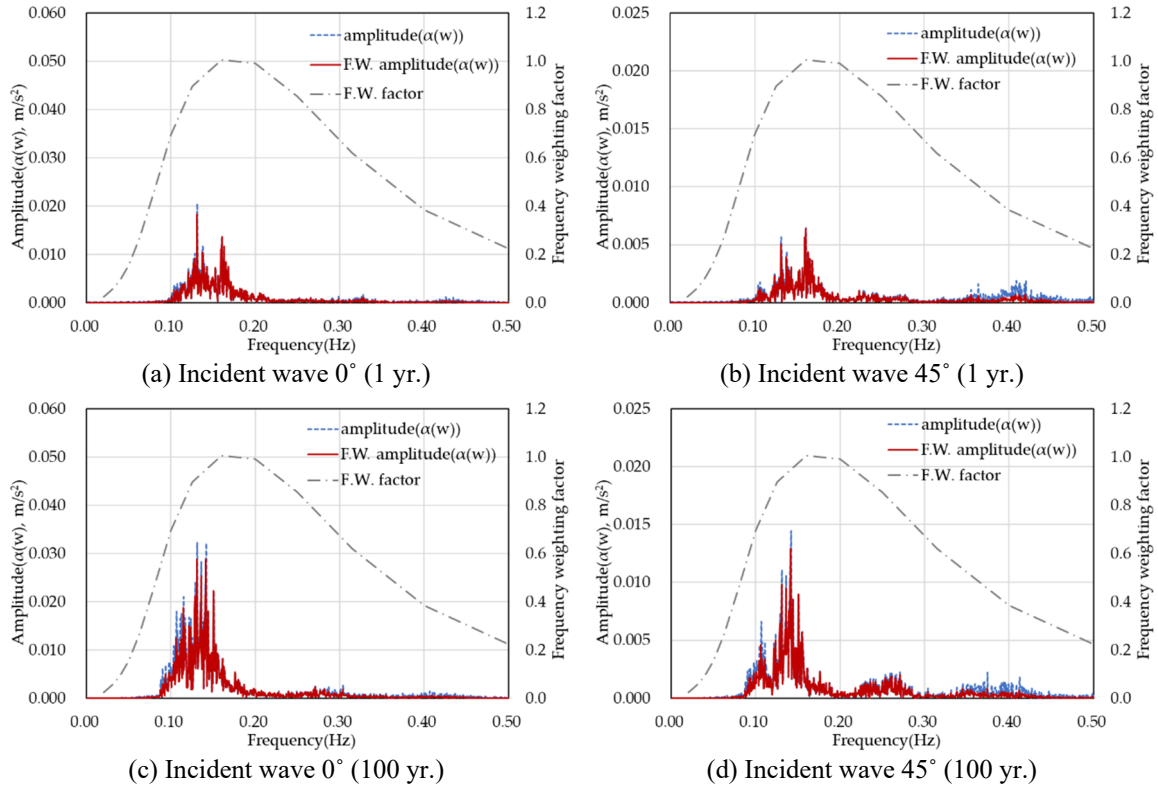 0.060
0.050
0.040
0.030
0.020
0.010
0.000
Amplitude(α(w), m/s²)
amplitude(α(w))
F.W. amplitude(α(w))
F.W. factor
1.2
1.0
0.8
0.6
0.4
0.2
0.0
Frequency weighting factor
0.00 0.10 0.20 0.30 0.40 0.50
Frequency(Hz)
(a) Incident wave 0˚ (1 yr.)
0.025
0.020
0.015
0.010
0.005
0.000
Amplitude(α(w), m/s²)
amplitude(α(w))
F.W. amplitude(α(w))
F.W. factor
1.2
1.0
0.8
0.6
0.4
0.2
0.0
Frequency weighting factor
0.00 0.10 0.20 0.30 0.40 0.50
Frequency(Hz)
(b) Incident wave 45˚ (1 yr.)
0.060
0.050
0.040
0.030
0.020
0.010
0.000
Amplitude(α(w), m/s²)
amplitude(α(w))
F.W. amplitude(α(w))
F.W. factor
1.2
1.0
0.8
0.6
0.4
0.2
0.0
Frequency weighting factor
0.00 0.10 0.20 0.30 0.40 0.50
Frequency(Hz)
(c) Incident wave 0˚ (100 yr.)
0.025
0.020
0.015
0.010
0.005
0.000
Amplitude(α(w), m/s²)
amplitude(α(w))
F.W. amplitude(α(w))
F.W. factor
1.2
1.0
0.8
0.6
0.4
0.2
0.0
Frequency weighting factor
0.00 0.10 0.20 0.30 0.40 0.50
Frequency(Hz)
(d) Incident wave 45˚ (100 yr.)